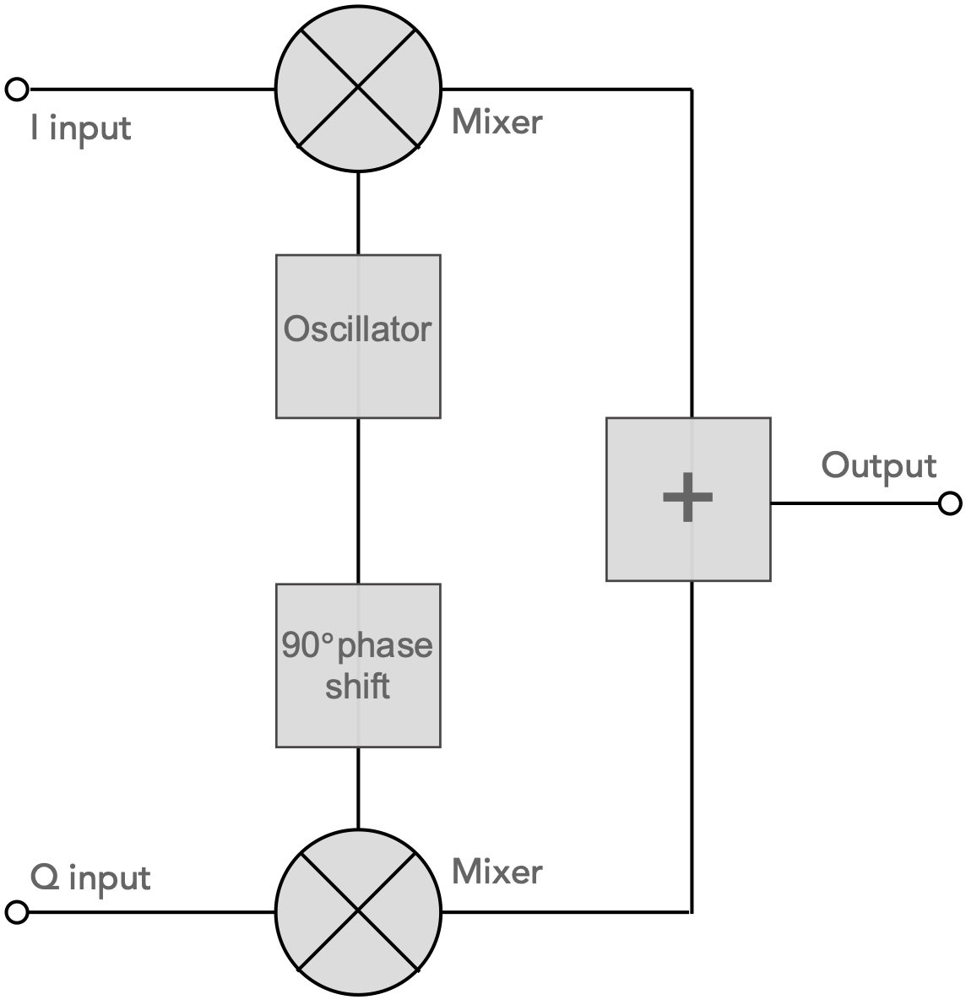 I input
Mixer
Oscillator
+
Output
90°phase
shift
Q input
Mixer